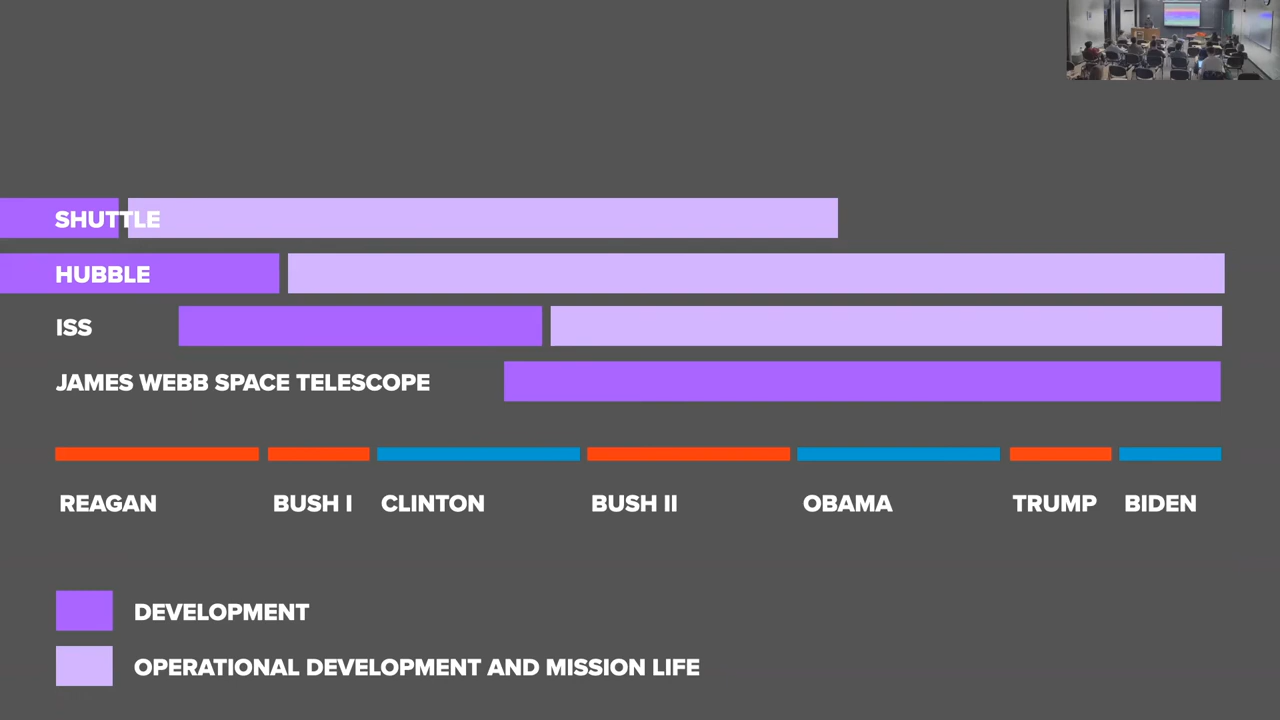 SHUTTLE
HUBBLE
ISS
JAMES WEBB SPACE TELESCOPE
REAGAN BUSH I CLINTON BUSH II OBAMA TRUMP BIDEN
DEVELOPMENT
OPERATIONAL DEVELOPMENT AND MISSION LIFE